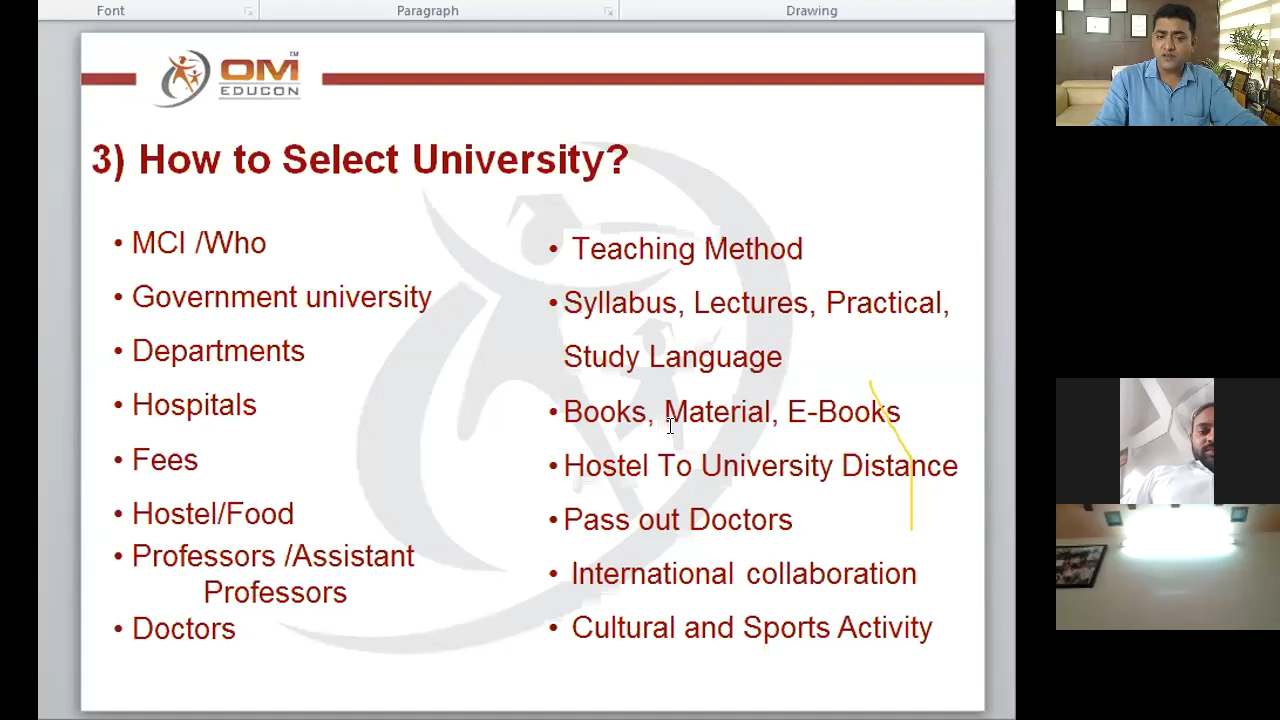 Font
Paragraph
Drawing
OM™
EDUCON
3) How to Select University?
• MCI /Who
• Government university
• Departments
• Hospitals
• Fees
• Hostel/Food
• Professors /Assistant
Professors
• Doctors
• Teaching Method
• Syllabus, Lectures, Practical,
Study Language
• Books, Material, E-Books
• Hostel To University Distance
• Pass out Doctors
• International collaboration
• Cultural and Sports Activity